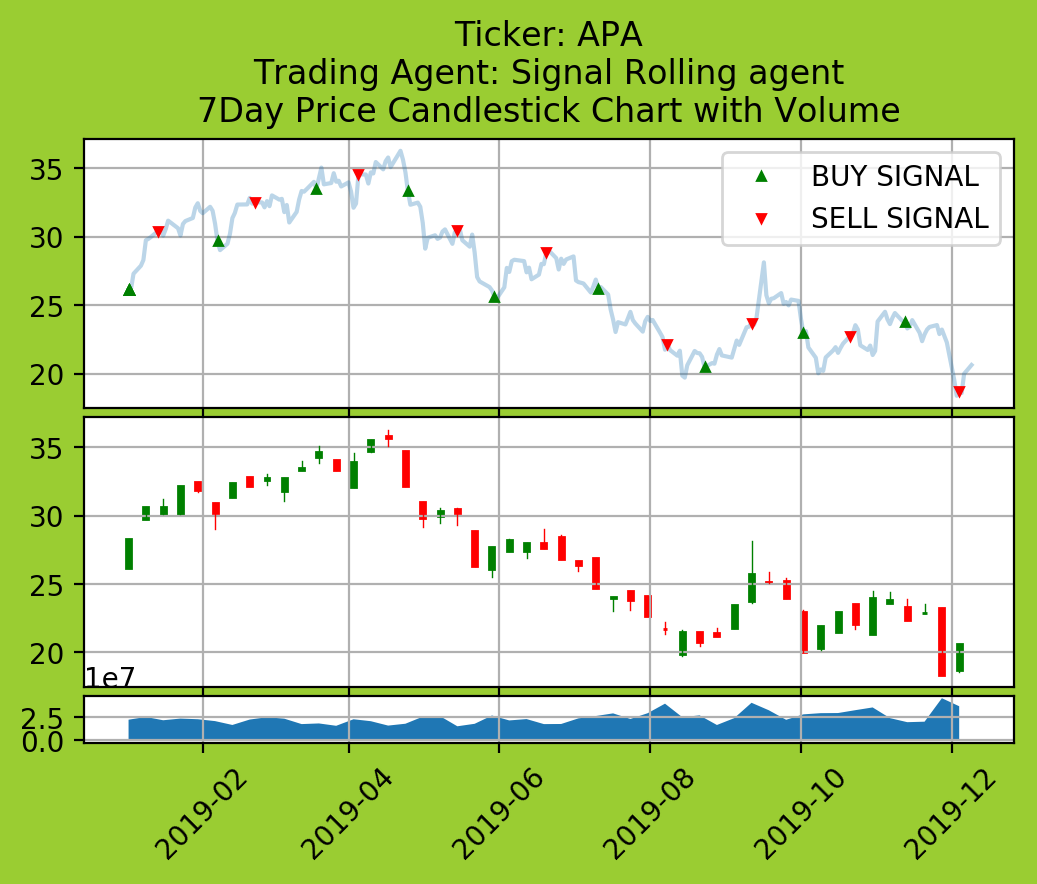 Ticker: APA
Trading Agent: Signal Rolling agent
7Day Price Candlestick Chart with Volume
BUY SIGNAL
SELL SIGNAL
35
30
25
20
35
30
25
20
1e7
2.5
0.0
2019-02
2019-04
2019-06
2019-08
2019-10
2019-12